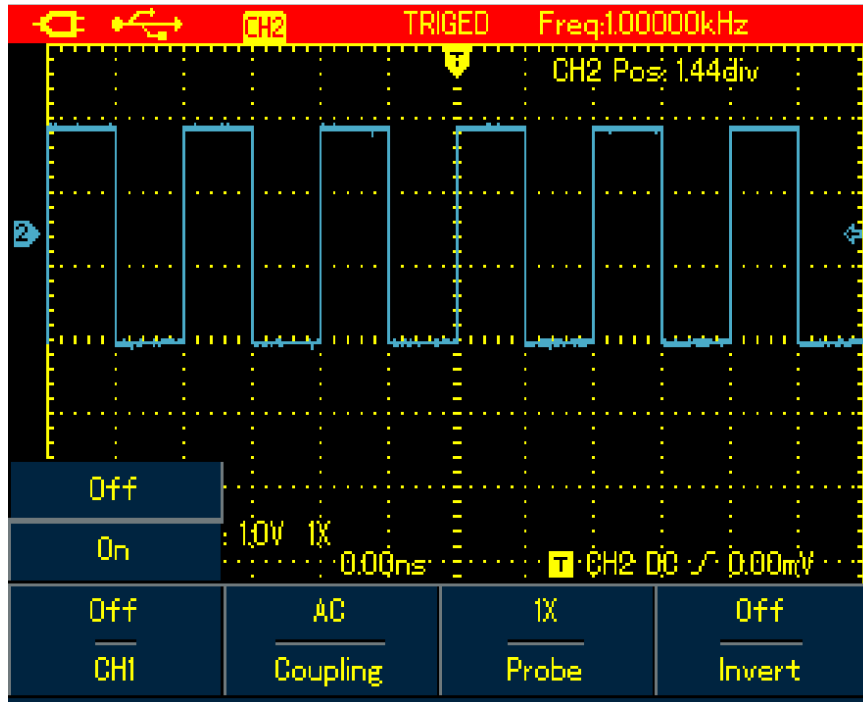 CH2 TRIGED Freq:1.00000kHz
T
CH2 Pos: 1.44div
2
Off
On : 1.0V 1X
0.00ns T CH2 DC 0.00mV
Off AC 1X Off
CH1 Coupling Probe Invert